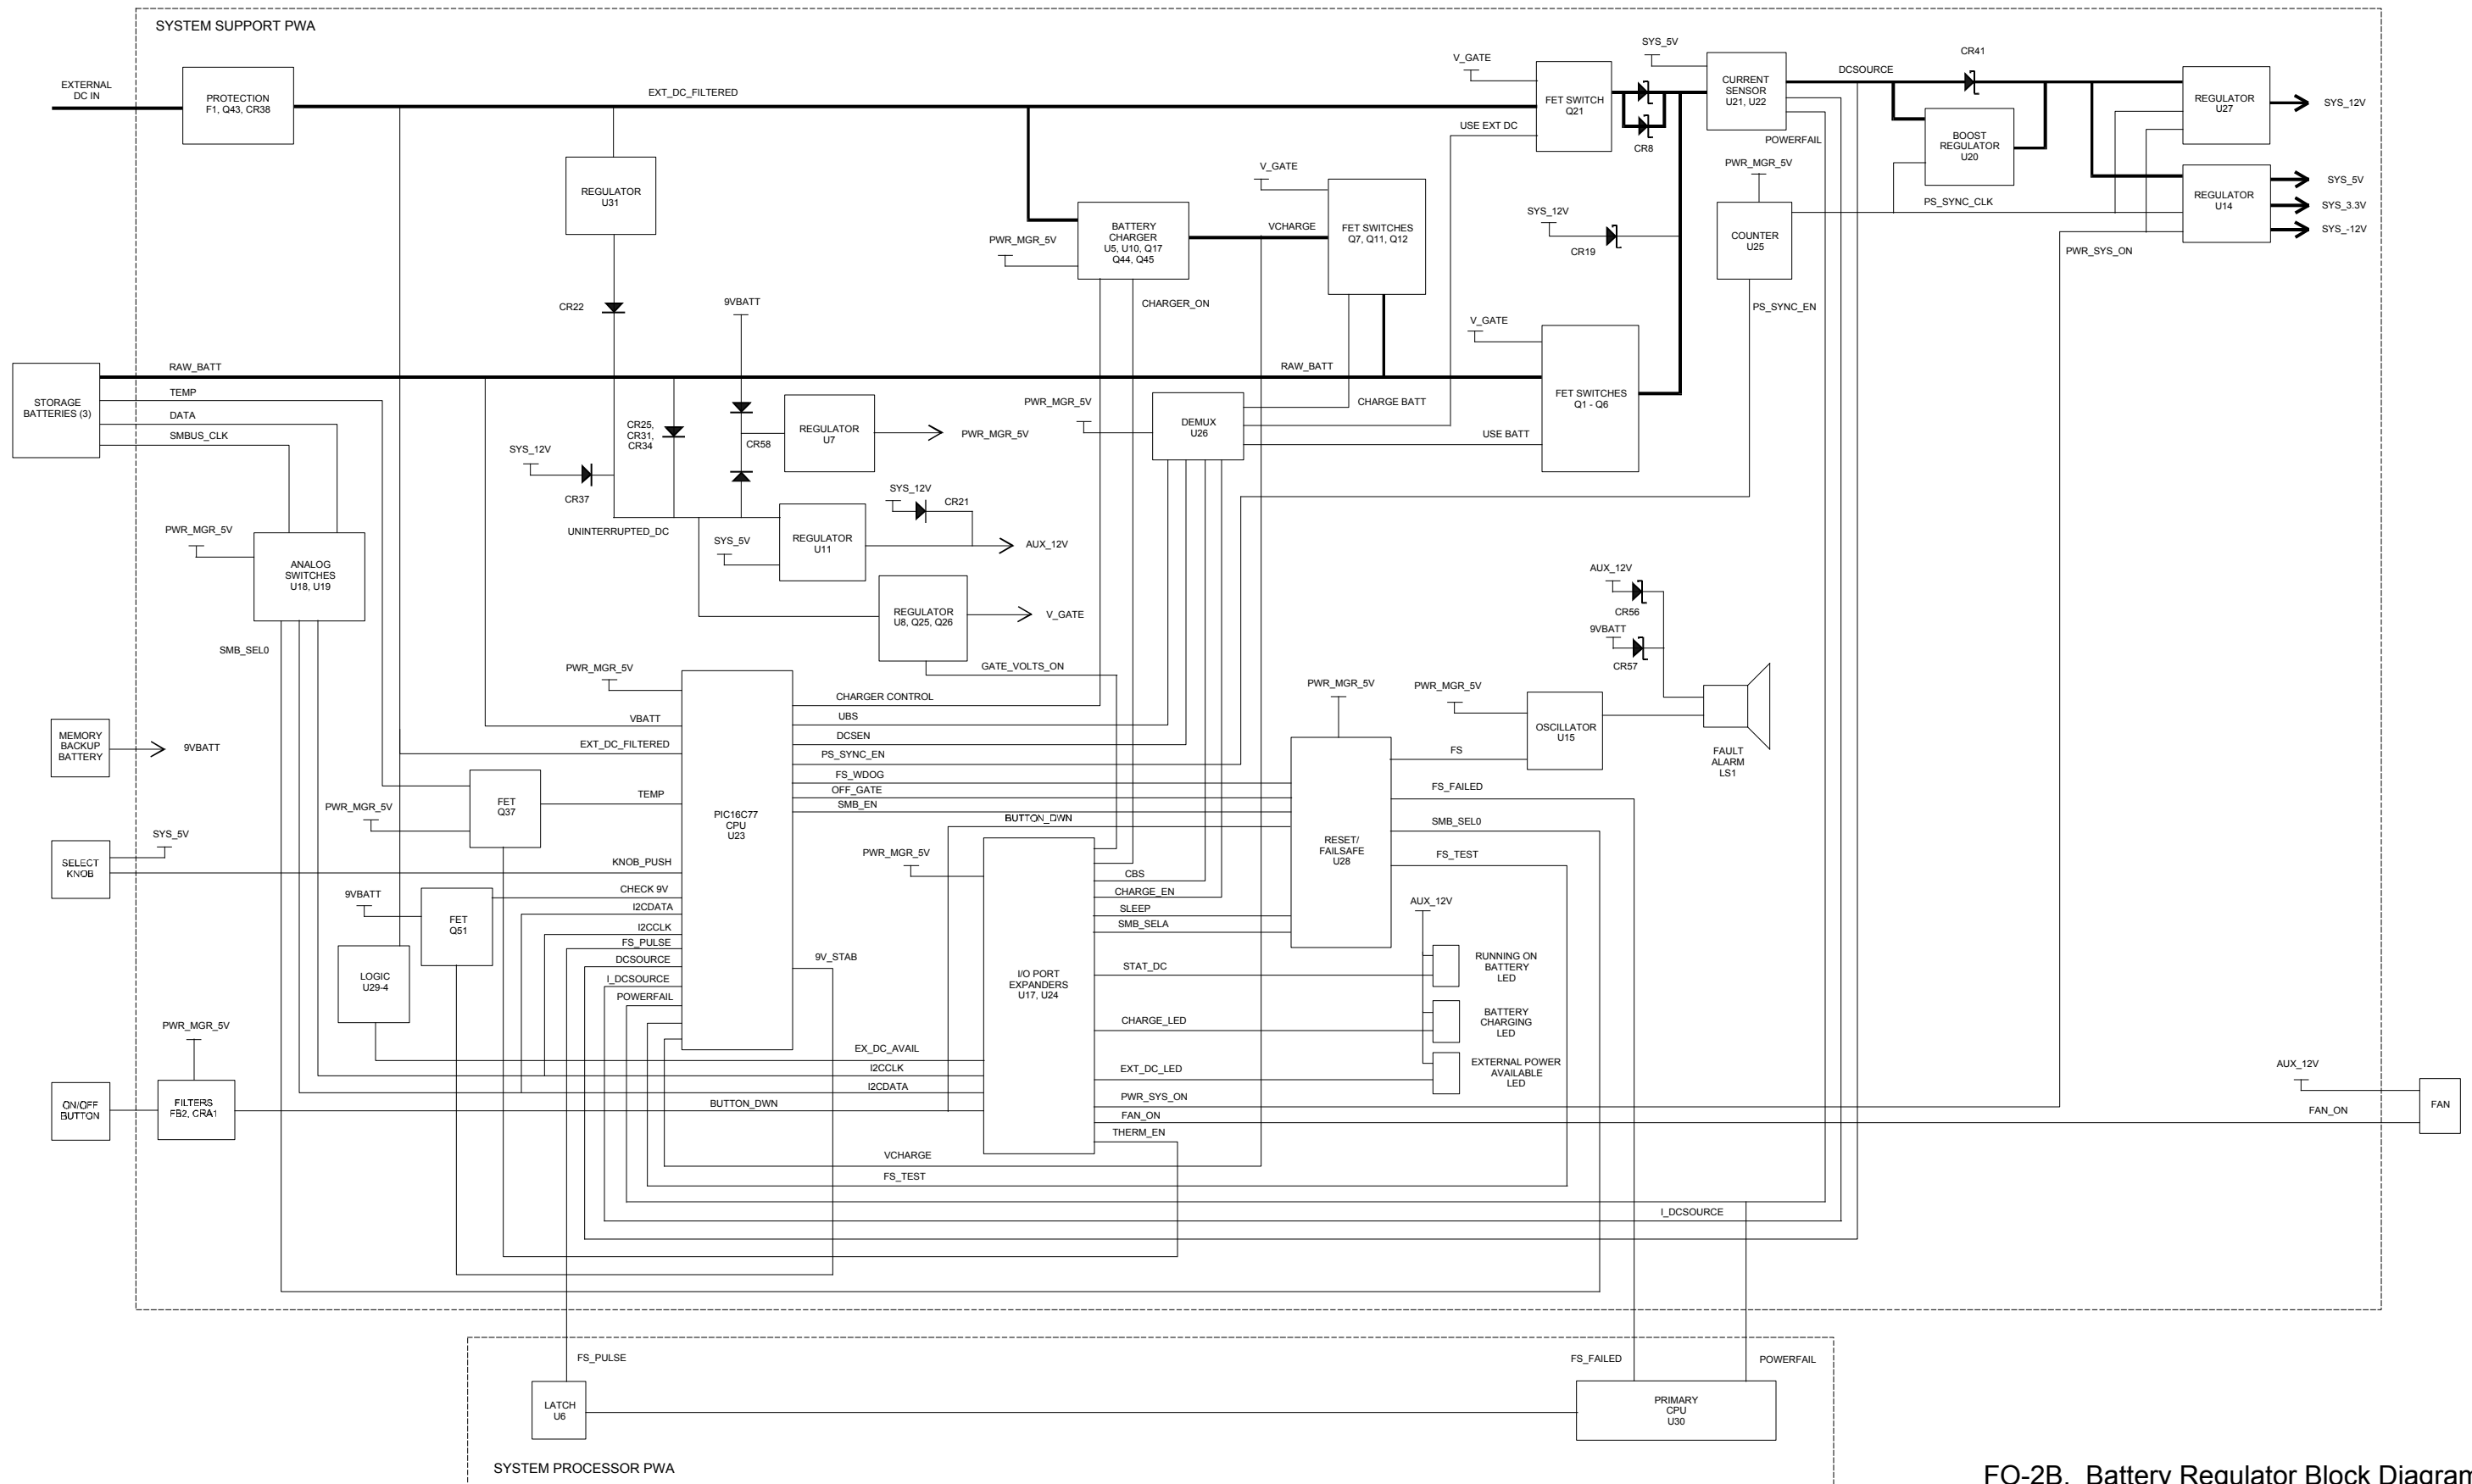 SYSTEM SUPPORT PWA
EXTERNAL
DC IN
PROTECTION
F1, Q43, CR38
EXT_DC_FILTERED
V_GATE
FET SWITCH
Q21
USE EXT DC
CR8
SYS_5V
CURRENT
SENSOR
U21, U22
DCSOURCE
CR41
POWERFAIL
BOOST
REGULATOR
U20
REGULATOR
U27
SYS_12V
REGULATOR
U14
SYS_5V
SYS_3.3V
SYS_-12V
PS_SYNC_CLK
PWR_SYS_ON
PWR_MGR_5V
COUNTER
U25
PS_SYNC_EN
REGULATOR
U31
CR22
V_GATE
BATTERY
CHARGER
U5, U10, Q17
Q44, Q45
PWR_MGR_5V
VCHARGE
FET SWITCHES
Q7, Q11, Q12
CHARGER_ON
SYS_12V
CR19
9VBATT
V_GATE
STORAGE
BATTERIES (3)
RAW_BATT
RAW_BATT
TEMP
DATA
SMBUS_CLK
CR25,
CR31,
CR34
CR58
REGULATOR
U7
PWR_MGR_5V
PWR_MGR_5V
DEMUX
U26
CHARGE BATT
USE BATT
FET SWITCHES
Q1 - Q6
SYS_12V
CR37
UNINTERRUPTED_DC
SYS_12V
CR21
SYS_5V
REGULATOR
U11
AUX_12V
PWR_MGR_5V
ANALOG
SWITCHES
U18, U19
SMB_SEL0
REGULATOR
U8, Q25, Q26
V_GATE
GATE_VOLTS_ON
AUX_12V
CR56
9VBATT
CR57
FAULT
ALARM
LS1
PWR_MGR_5V
PIC16C77
CPU
U23
CHARGER CONTROL
VBATT
UBS
EXT_DC_FILTERED
DCSEN
PS_SYNC_EN
FS_WDOG
OFF_GATE
SMB_EN
BUTTON_DWN
PWR_MGR_5V
RESET/
FAILSAFE
U28
PWR_MGR_5V
OSCILLATOR
U15
FS
FS_FAILED
SMB_SEL0
FS_TEST
MEMORY
BACKUP
BATTERY
9VBATT
PWR_MGR_5V
FET
Q37
TEMP
SELECT
KNOB
SYS_5V
KNOB_PUSH
9VBATT
FET
Q51
CHECK 9V
I2CDATA
I2CCLK
FS_PULSE
DCSOURCE
I_DCSOURCE
POWERFAIL
9V_STAB
LOGIC
U29-4
PWR_MGR_5V
I/O PORT
EXPANDERS
U17, U24
CBS
CHARGE_EN
SLEEP
SMB_SELA
STAT_DC
CHARGE_LED
EXT_DC_LED
PWR_SYS_ON
FAN_ON
THERM_EN
AUX_12V
RUNNING ON
BATTERY
LED
BATTERY
CHARGING
LED
EXTERNAL POWER
AVAILABLE
LED
EX_DC_AVAIL
I2CCLK
I2CDATA
BUTTON_DWN
ON/OFF
BUTTON
PWR_MGR_5V
FILTERS
FB2, CRA1
VCHARGE
FS_TEST
I_DCSOURCE
AUX_12V
FAN_ON
FAN
FS_PULSE
FS_FAILED
POWERFAIL
LATCH
U6
PRIMARY
CPU
U30
SYSTEM PROCESSOR PWA
FO-2B. Battery Regulator Block Diagram